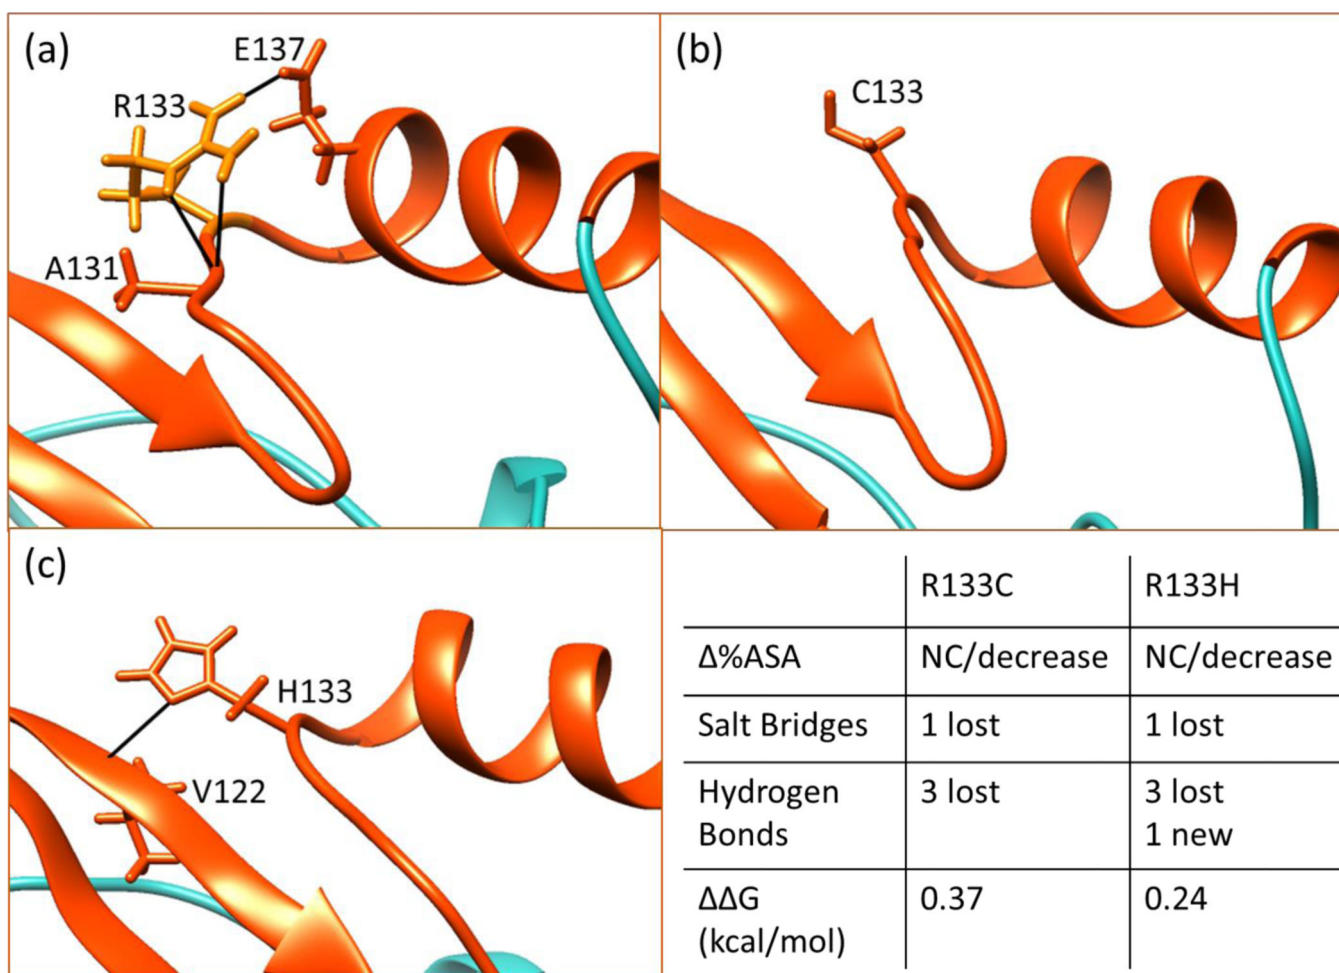 (a)
E137
R133
A131
(b)
C133
(c)
H133
V122
R133C R133H
Δ%ASA NC/decrease NC/decrease
Salt Bridges 1 lost 1 lost
Hydrogen 3 lost 3 lost
Bonds 1 new
ΔΔG 0.37 0.24
(kcal/mol)